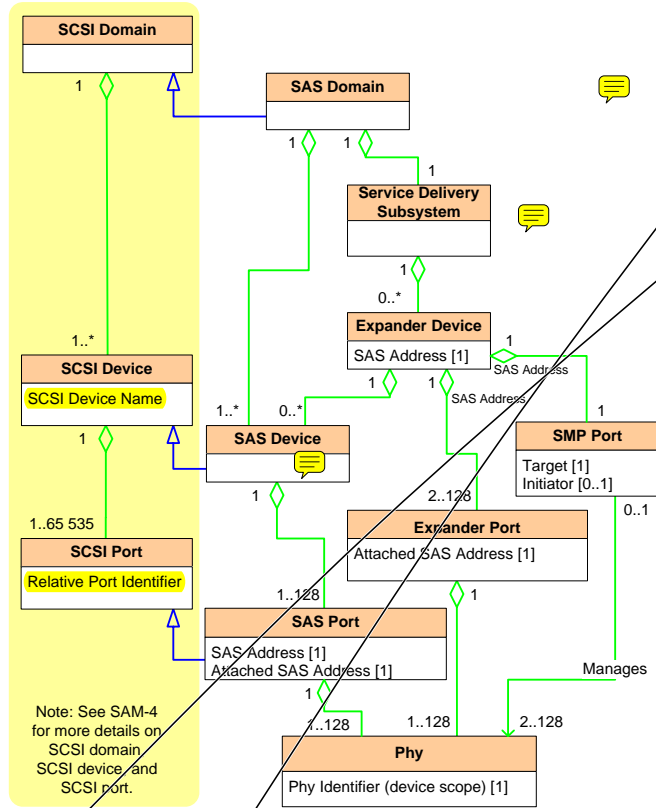 SCSI Domain
1
SAS Domain
1
1
1
Service Delivery
Subsystem
1
0..*
Expander Device
SAS Address [1]
1
SAS Address
1
SAS Address
1
1
1..*
SCSI Device
SCSI Device Name
1
1..*
0..*
SAS Device
1
SMP Port
Target [1]
Initiator [0..1]
0..1
2..128
Expander Port
Attached SAS Address [1]
1
1..65 535
SCSI Port
Relative Port Identifier
1..128
SAS Port
SAS Address [1]
Attached SAS Address [1]
1
Manages
Note: See SAM-4
for more details on
SCSI domain,
SCSI device, and
SCSI port.
1..128
1..128
2..128
Phy
Phy Identifier (device scope) [1]